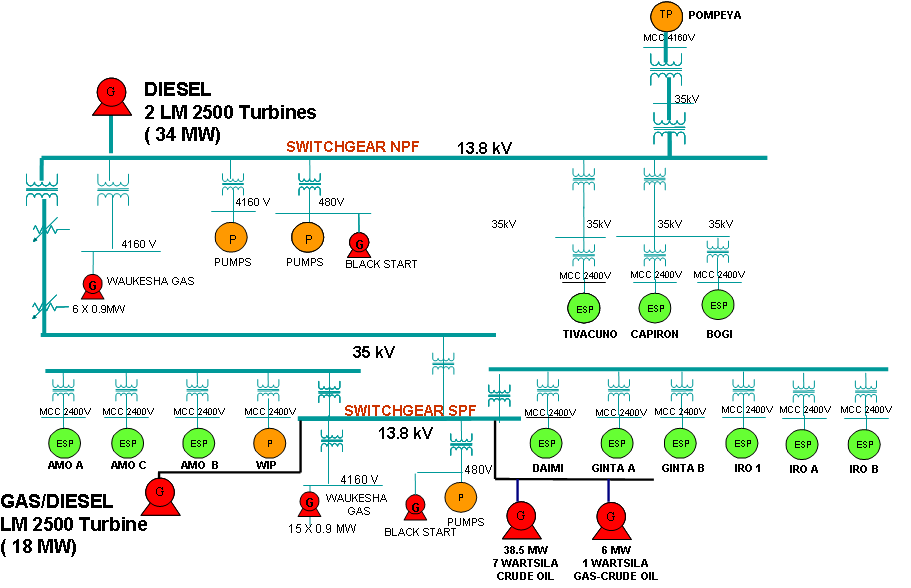 TP POMPEYA
MCC 4160V
35kV
G
DIESEL
2 LM 2500 Turbines
( 34 MW)
SWITCHGEAR NPF 13.8 kV
4160 V
480V
35kV
35kV
35kV
P
P
G
4160 V
PUMPS
PUMPS
BLACK START
G
WAUKESHA GAS
6 X 0.9MW
MCC 2400V
MCC 2400V
MCC 2400V
ESP
ESP
ESP
TIVACUNO
CAPIRON
BOGI
35 kV
MCC 2400V
MCC 2400V
MCC 2400V
MCC 2400V
SWITCHGEAR SPF
13.8 kV
MCC 2400V
MCC 2400V
MCC 2400V
MCC 2400V
MCC 2400V
MCC 2400V
ESP
ESP
ESP
P
ESP
ESP
ESP
ESP
ESP
ESP
AMO A
AMO C
AMO B
WIP
DAIMI
GINTA A
GINTA B
IRO 1
IRO A
IRO B
G
GAS/DIESEL
LM 2500 Turbine
( 18 MW)
4160 V
G
WAUKESHA
GAS
15 X 0.9 MW
480V
G
P
BLACK START
PUMPS
G
G
38.5 MW
7 WARTSILA
CRUDE OIL
6 MW
1 WARTSILA
GAS-CRUDE OIL